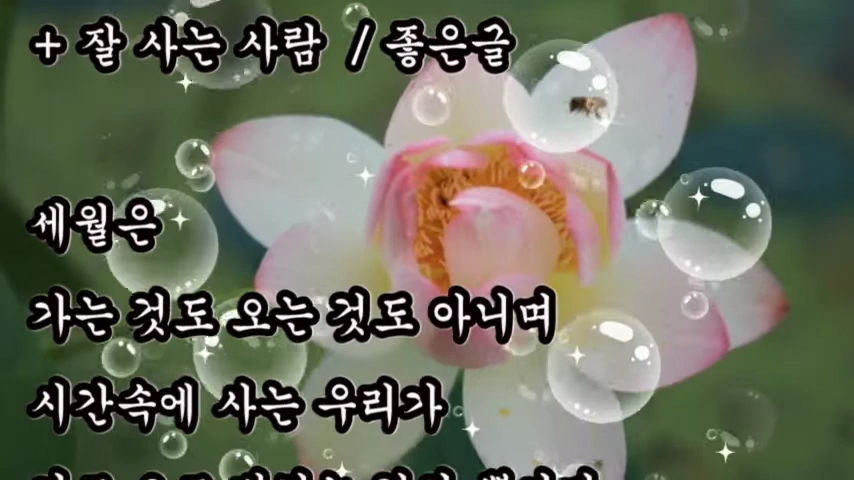 + 잘 사는 사람 / 좋은글
세월은
가는 것도 오는 것도 아니며
시간속에 사는 우리가